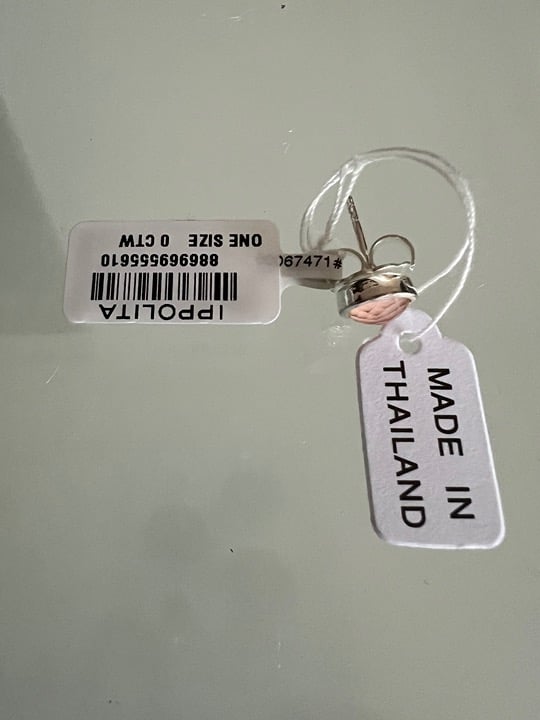 IPPOLITA
886969555610
ONE SIZE 0 CTW
067471#
MADE IN
THAILAND